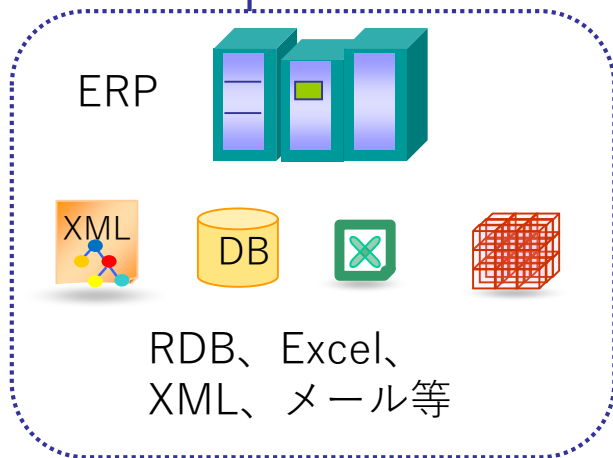 ERP
XML
DB
RDB、Excel、
XML、メール等